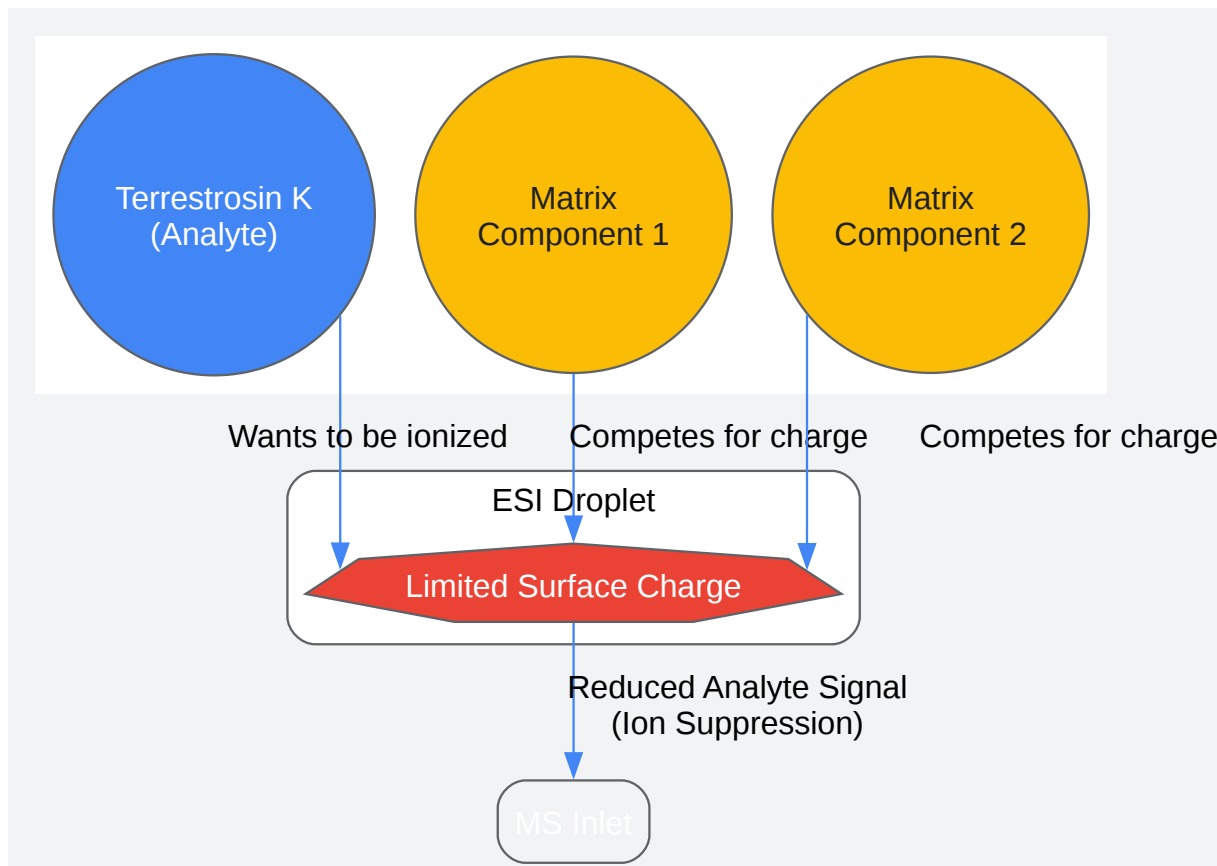 Terrestrosin K
(Analyte)
Matrix
Component 1
Matrix
Component 2
Wants to be ionized
Competes for charge
Competes for charge
ESI Droplet
Limited Surface Charge
Reduced Analyte Signal
(Ion Suppression)
MS Inlet